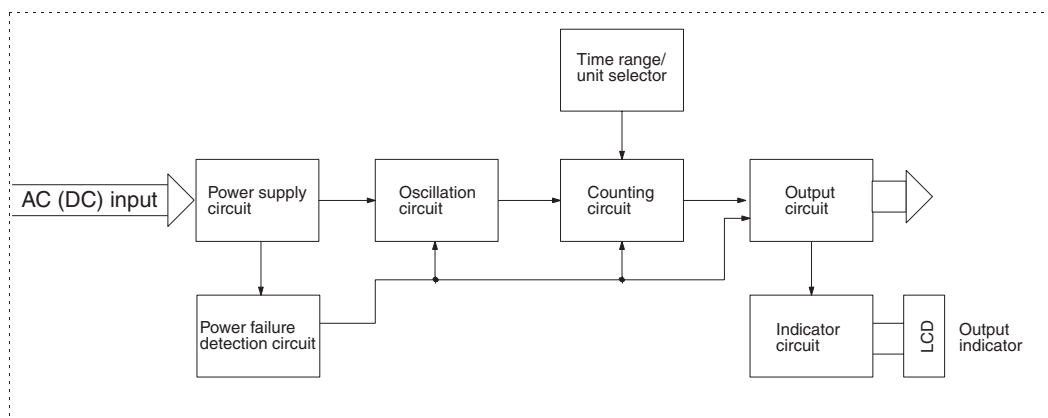 Time range/
unit selector
AC (DC) input
Power supply
circuit
Oscillation
circuit
Counting
circuit
Output
circuit
Power failure
detection circuit
Indicator
circuit
LCD
Output
indicator